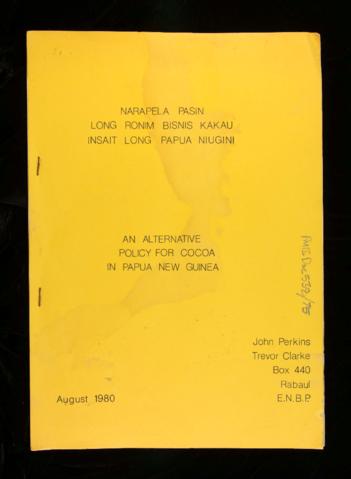 NARAPELA PASIN
LONG RONIM BISNIS KAKAU
INSAIT LONG PAPUA NIUGINI
AN ALTERNATIVE
POLICY FOR COCOA
IN PAPUA NEW GUINEA
John Perkins
Trevor Clarke
Box 440
Rabaul
E.N.B.P.
August 1980